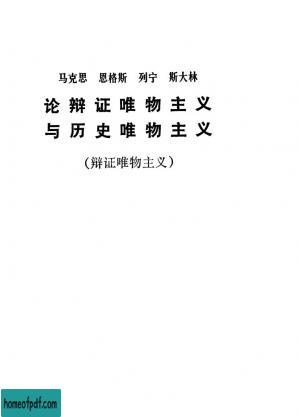 马克思 恩格斯 列宁 斯大林
论辩证唯物主义
与历史唯物主义
(辩证唯物主义)
homeofpdf.com